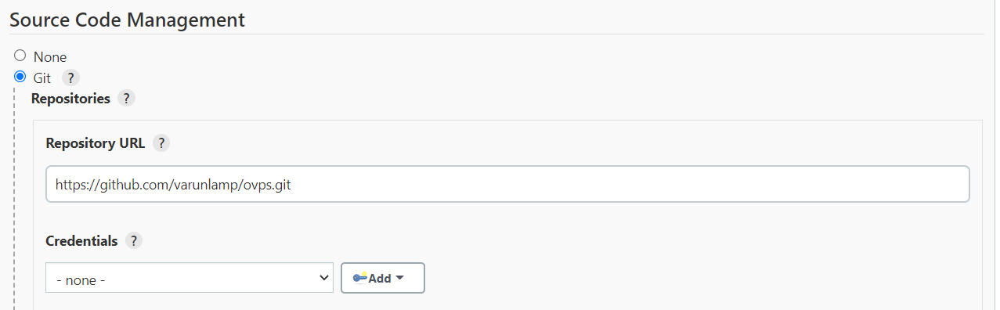 Source Code Management
None
Git ?
Repositories ?
Repository URL ?
https://github.com/varunlamp/ovps.git
Credentials ?
- none -
Add